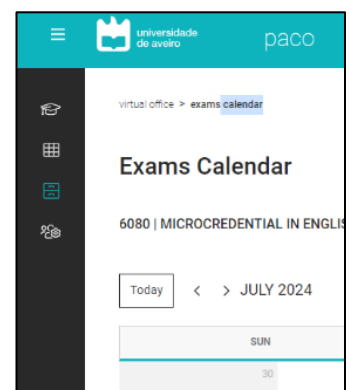 universidade
de aveiro
paco
virtual office > exams calendar
Exams Calendar
6080 | MICROCREDENTIAL IN ENGLIS
Today < > JULY 2024
SUN
30